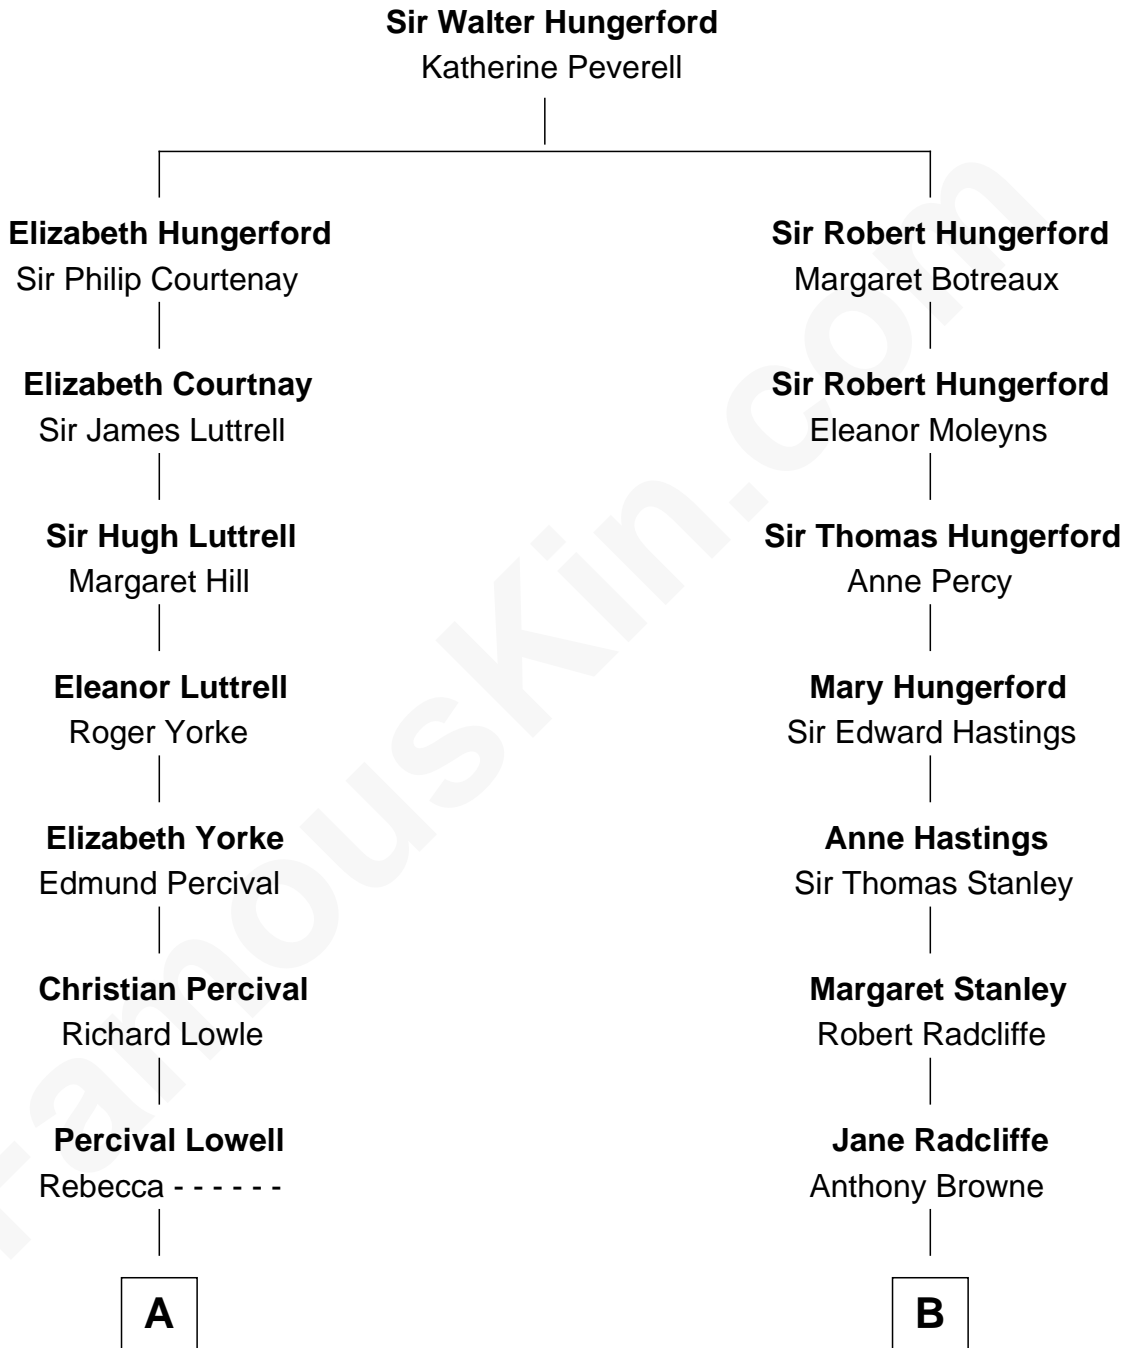 Sir Walter Hungerford
Katherine Peverell
Elizabeth Hungerford
Sir Philip Courtenay
Sir Robert Hungerford
Margaret Botreaux
Elizabeth Courtnay
Sir James Luttrell
Sir Robert Hungerford
Eleanor Moleyns
Sir Hugh Luttrell
Margaret Hill
Sir Thomas Hungerford
Anne Percy
Eleanor Luttrell
Roger Yorke
Mary Hungerford
Sir Edward Hastings
Elizabeth Yorke
Edmund Percival
Anne Hastings
Sir Thomas Stanley
Christian Percival
Richard Lowle
Margaret Stanley
Robert Radcliffe
Percival Lowell
Rebecca - - - - - -
Jane Radcliffe
Anthony Browne
A
B
FamousKin.com